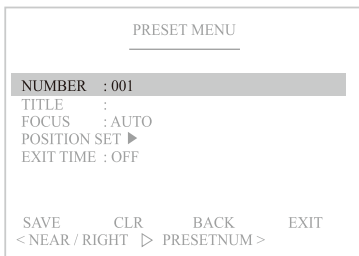 PRESET MENU
NUMBER : 001
TITLE :
FOCUS : AUTO
POSITION SET ▶
EXIT TIME : OFF
SAVE CLR BACK EXIT
< NEAR / RIGHT ▷ PRESETNUM >